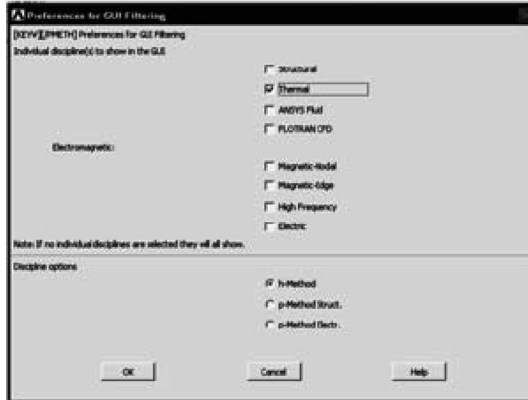 Preferences for GUI Filtering
[KEYW][/PMETH] Preferences for GUI Filtering
Individual discipline(s) to show in the GUI
Structural
Thermal
ANSYS Fluid
FLOTRAN CFD
Electromagnetic:
Magnetic-Nodal
Magnetic-Edge
High Frequency
Electric
Note: If no individual disciplines are selected they will all show.
Discipline options
h-Method
p-Method Struct.
p-Method Electr.
OK Cancel Help